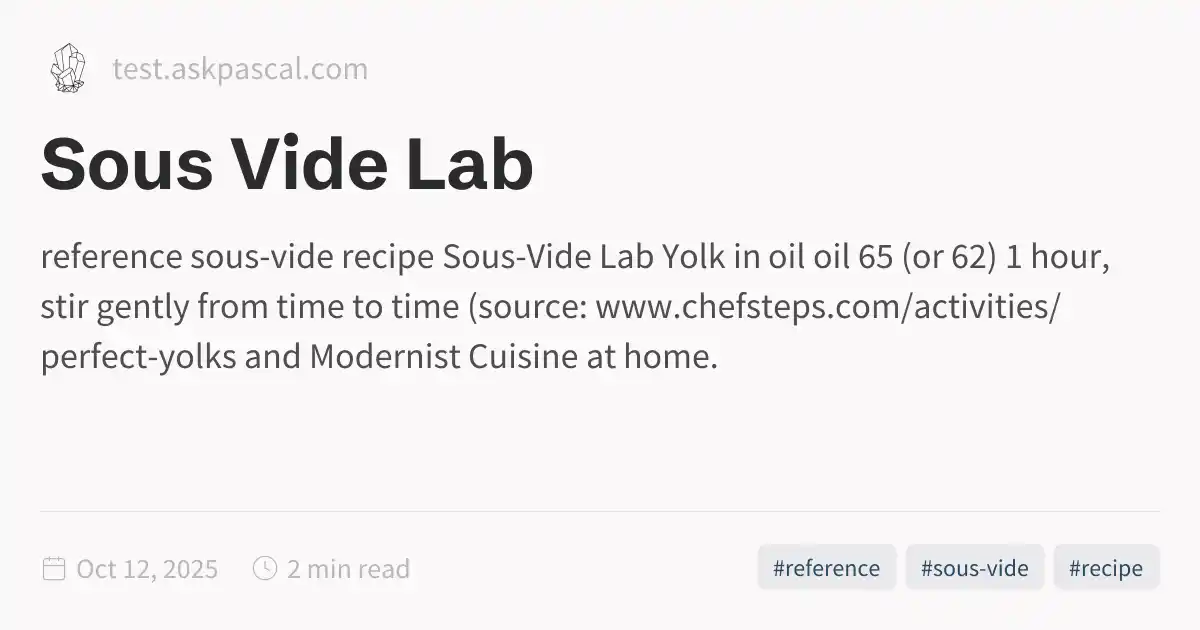 test.askpascal.com
Sous Vide Lab
reference sous-vide recipe Sous-Vide Lab Yolk in oil oil 65 (or 62) 1 hour,
stir gently from time to time (source: www.chefsteps.com/activities/
perfect-yolks and Modernist Cuisine at home.
Oct 12, 2025 2 min read #reference #sous-vide #recipe